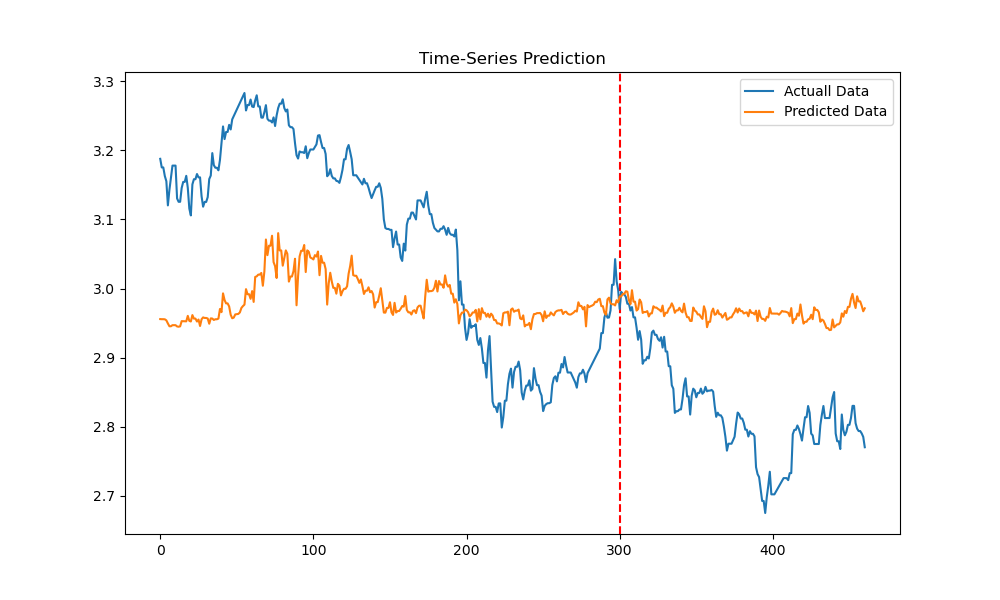 Time-Series Prediction
Actuall Data
Predicted Data
3.3
3.2
3.1
3.0
2.9
2.8
2.7
0 100 200 300 400